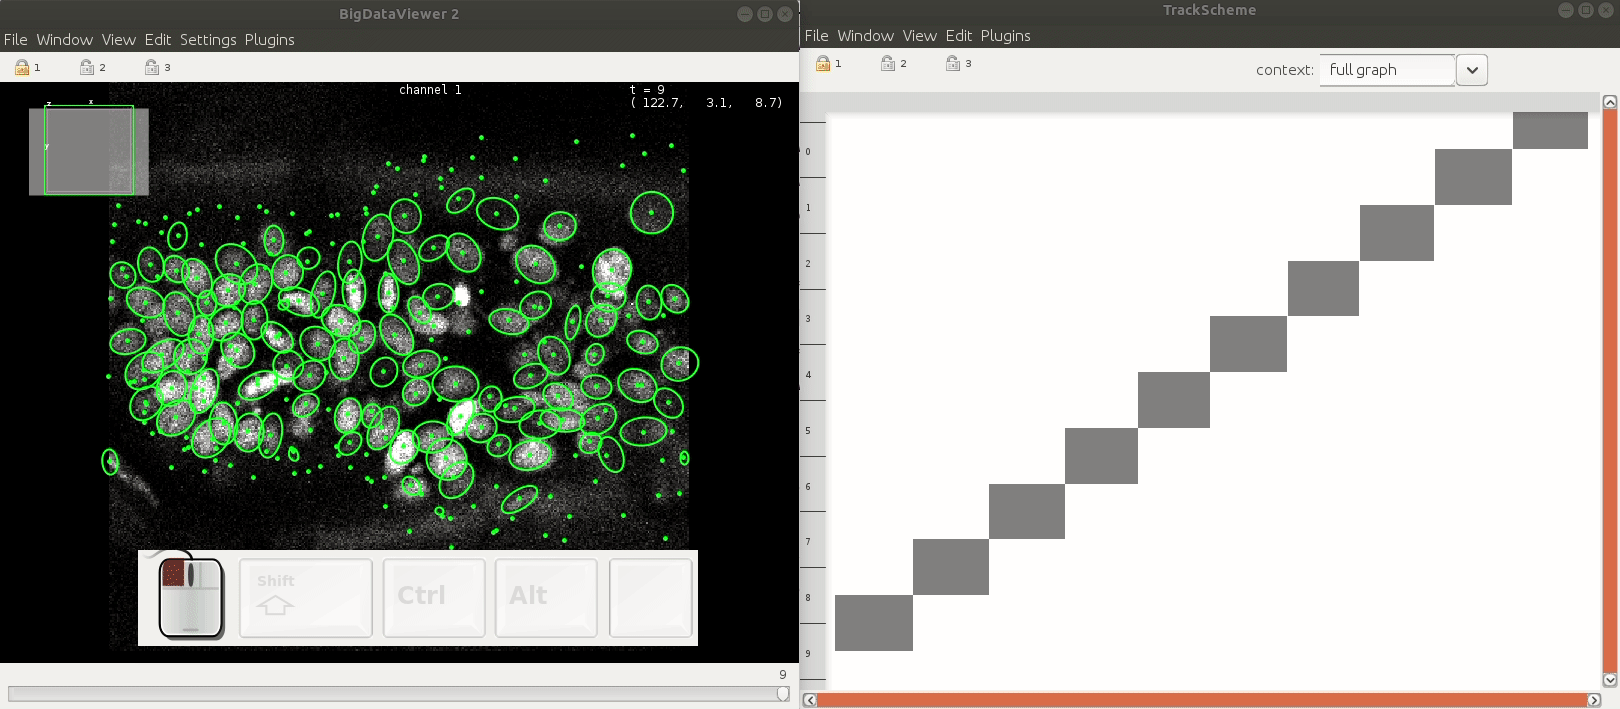 BigDataViewer 2
File Window View Edit Settings Plugins
1 2 3
channel 1
t = 9
( 122.7, 3.1, 8.7)
z
x
y
Shift
Ctrl
Alt
9
TrackScheme
File Window View Edit Plugins
1 2 3
context: full graph
0
1
2
3
4
5
6
7
8
9